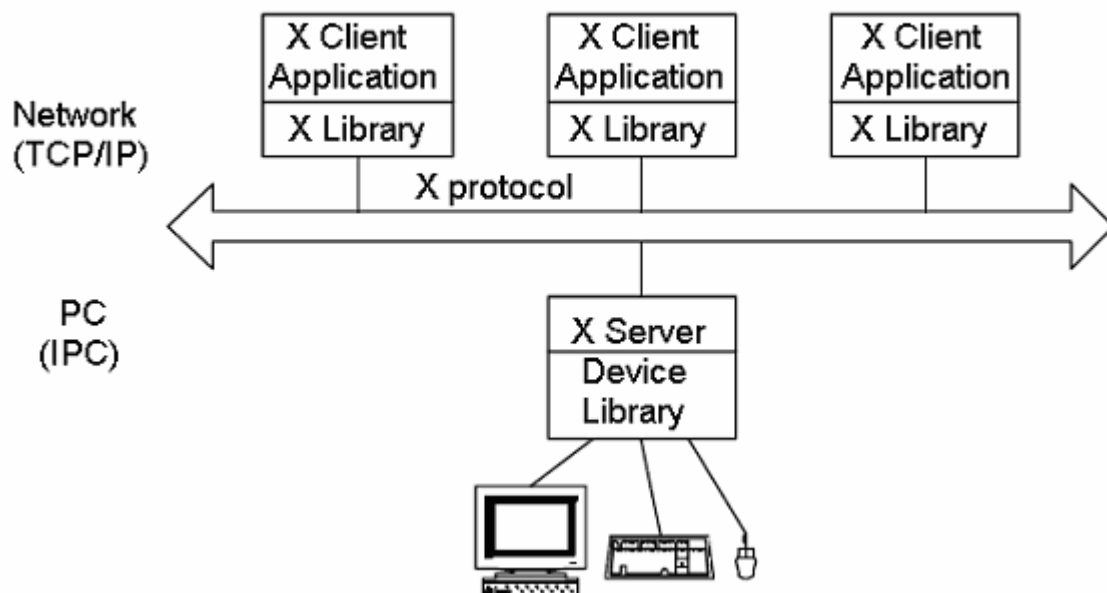 X Client
Application
X Library
X Client
Application
X Library
X Client
Application
X Library
Network
(TCP/IP)
X protocol
PC
(IPC)
X Server
Device
Library